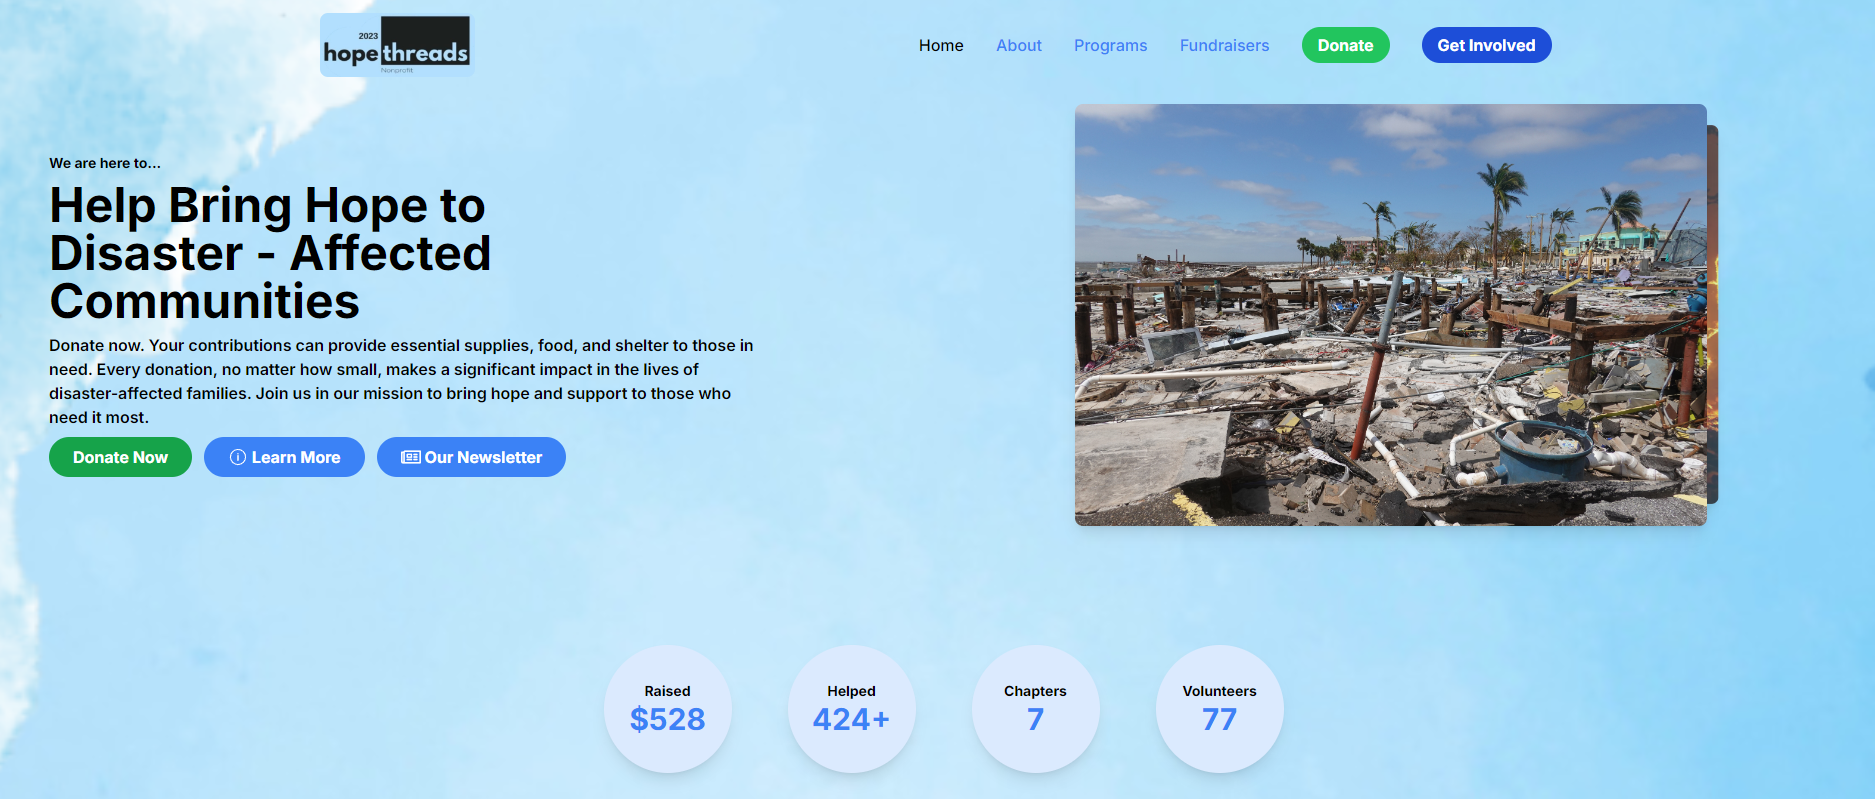 2023
hopethreads
Nonprofit
Home
About
Programs
Fundraisers
Donate
Get Involved
We are here to...
Help Bring Hope to
Disaster - Affected
Communities
Donate now. Your contributions can provide essential supplies, food, and shelter to those in
need. Every donation, no matter how small, makes a significant impact in the lives of
disaster-affected families. Join us in our mission to bring hope and support to those who
need it most.
Donate Now
Learn More
Our Newsletter
Raised
$528
Helped
424+
Chapters
7
Volunteers
77